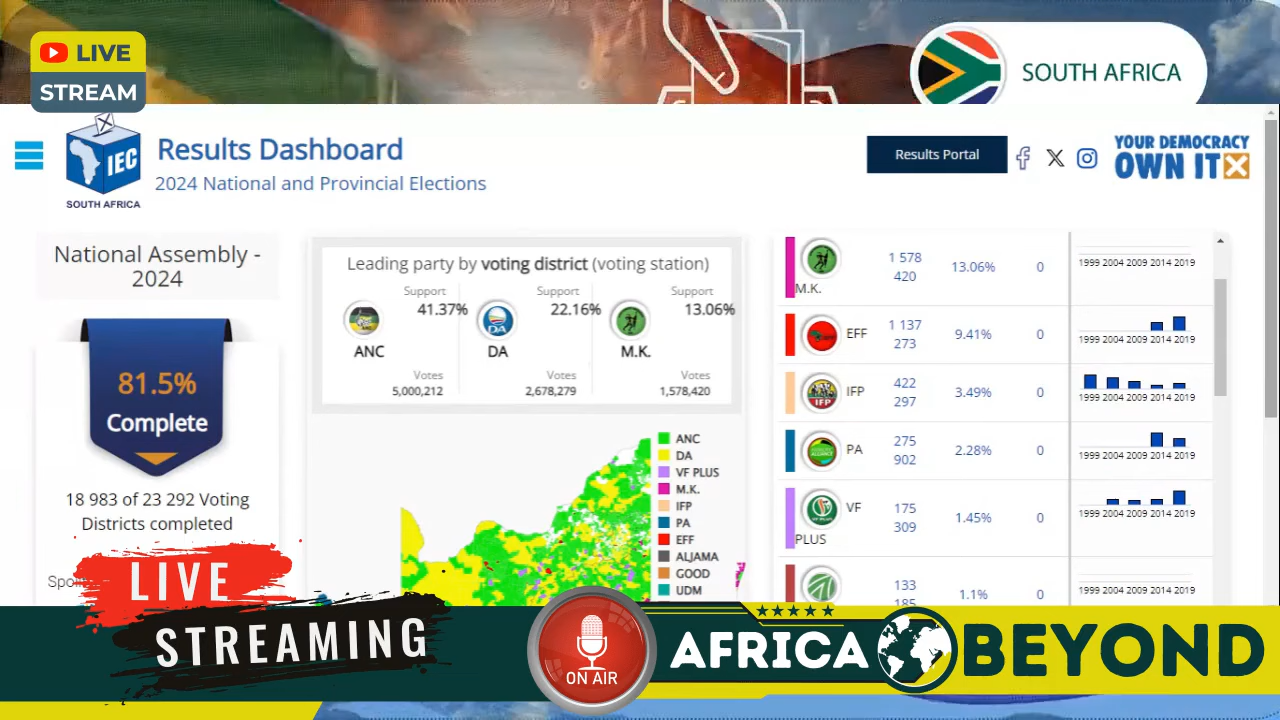 LIVE
STREAM
SOUTH AFRICA
IEC
SOUTH AFRICA
Results Dashboard
2024 National and Provincial Elections
Results Portal
YOUR DEMOCRACY
OWN IT
National Assembly -
2024
81.5%
Complete
18 983 of 23 292 Voting
Districts completed
Leading party by voting district (voting station)
Support
41.37%
ANC
Votes
5,000,212
Support
22.16%
DA
DA
Votes
2,678,279
Support
13.06%
M.K.
Votes
1,578,420
ANC
DA
VF PLUS
M.K.
IFP
PA
EFF
ALJAMA
GOOD
UDM
M.K.
1 578
420
13.06%
0
1999 2004 2009 2014 2019
EFF
1 137
273
9.41%
0
1999 2004 2009 2014 2019
IFP
IFP
422
297
3.49%
0
1999 2004 2009 2014 2019
PA
275
902
2.28%
0
1999 2004 2009 2014 2019
VF PLUS
VF
PLUS
175
309
1.45%
0
1999 2004 2009 2014 2019
133
185
1.1%
0
1999 2004 2009 2014 2019
LIVE
STREAMING
ON AIR
AFRICA
BEYOND